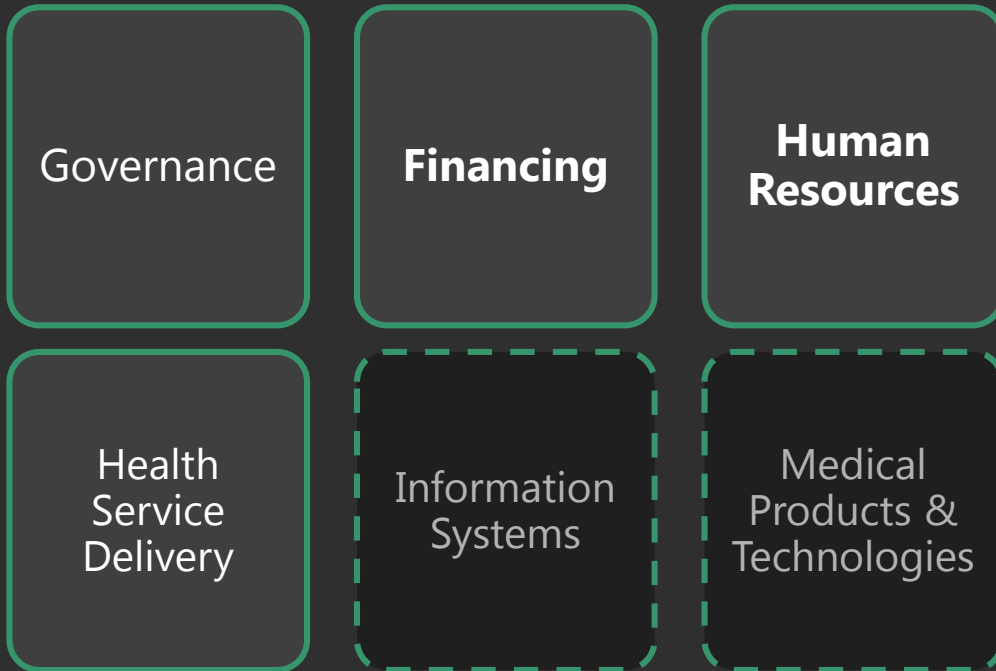 Governance
Financing
Human
Resources
Health
Service
Delivery
Information
Systems
Medical
Products &
Technologies